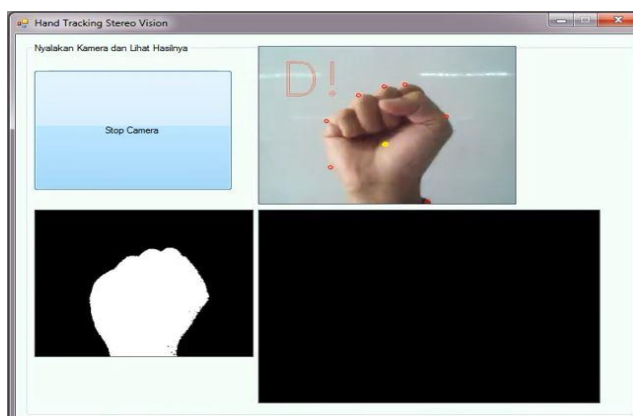 Hand Tracking Stereo Vision
Nyalakan Kamera dan Lihat Hasilnya
D!
Stop Camera